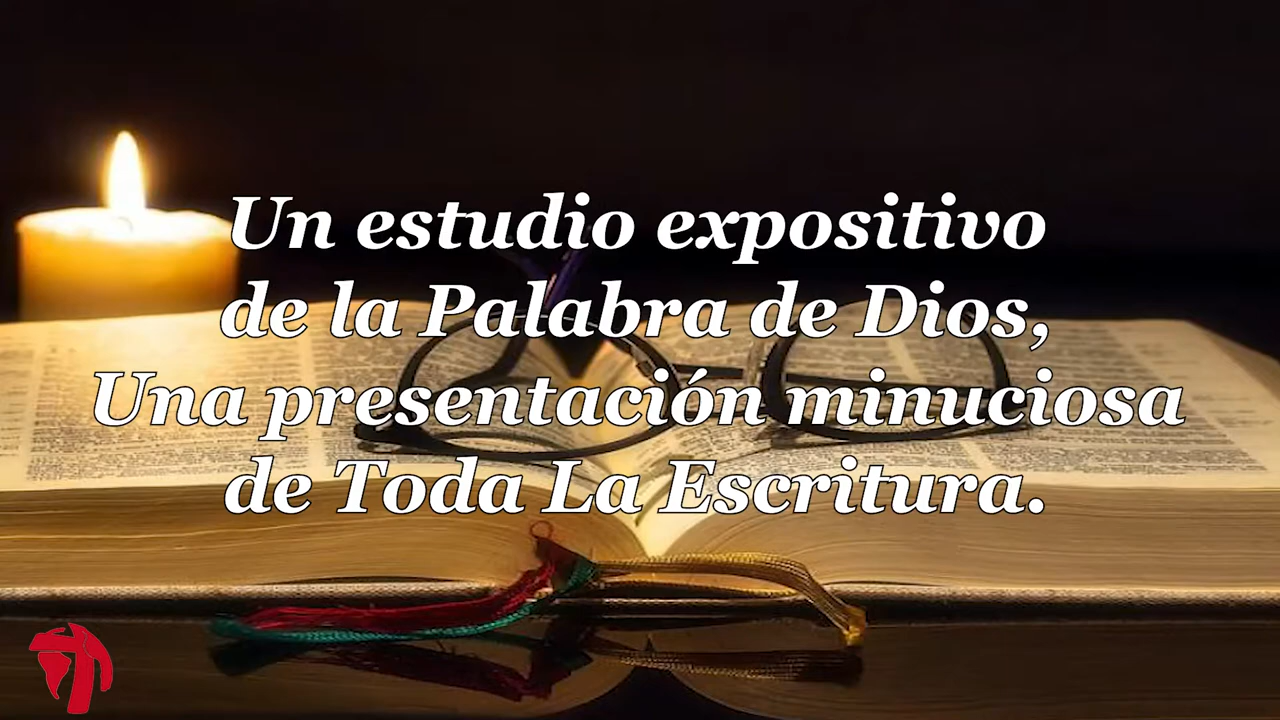 Un estudio expositivo
de la Palabra de Dios,
Una presentación minuciosa
de Toda La Escritura.